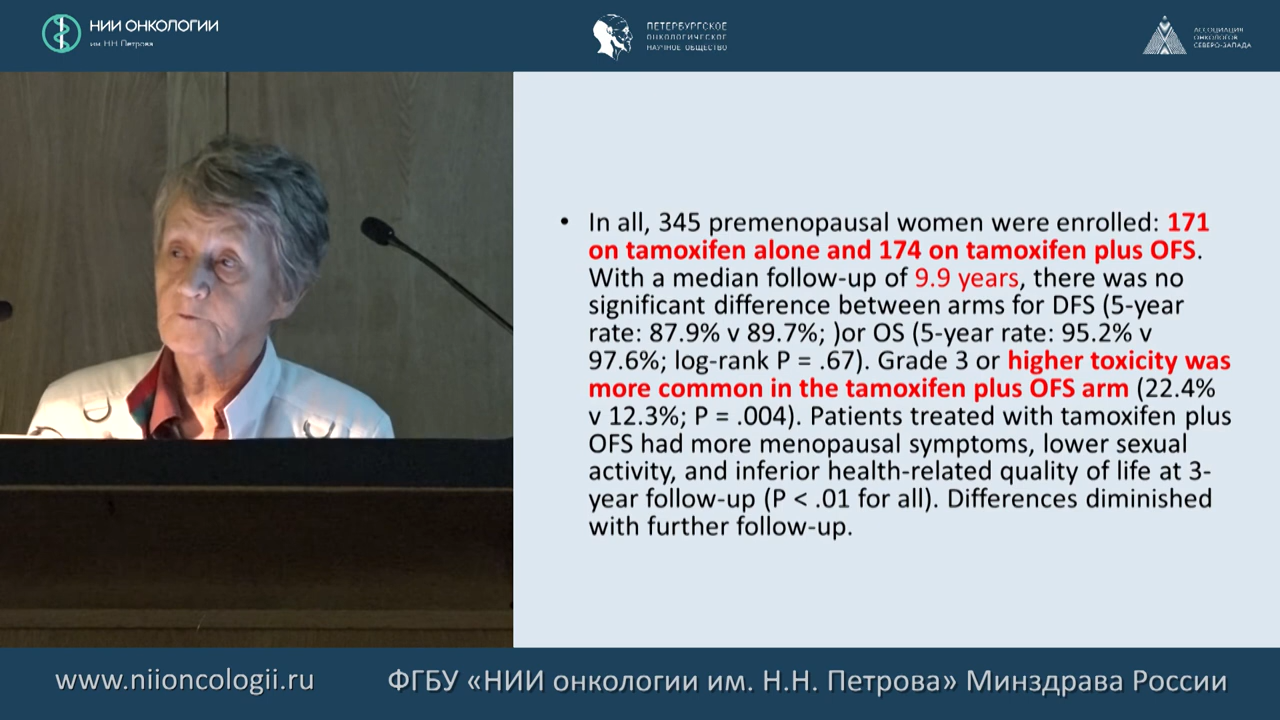 НИИ ОНКОЛОГИИ
им. Н.Н. Петрова
ПЕТЕРБУРГСКОЕ
ОНКОЛОГИЧЕСКОЕ
НАУЧНОЕ ОБЩЕСТВО
АССОЦИАЦИЯ
ОНКОЛОГОВ
СЕВЕРО-ЗАПАДА
• In all, 345 premenopausal women were enrolled: 171
on tamoxifen alone and 174 on tamoxifen plus OFS.
With a median follow-up of 9.9 years, there was no
significant difference between arms for DFS (5-year
rate: 87.9% v 89.7%; )or OS (5-year rate: 95.2% v
97.6%; log-rank P = .67). Grade 3 or higher toxicity was
more common in the tamoxifen plus OFS arm (22.4%
v 12.3%; P = .004). Patients treated with tamoxifen plus
OFS had more menopausal symptoms, lower sexual
activity, and inferior health-related quality of life at 3-
year follow-up (P < .01 for all). Differences diminished
with further follow-up.
www.niioncologii.ru
ФГБУ «НИИ онкологии им. Н.Н. Петрова» Минздрава России